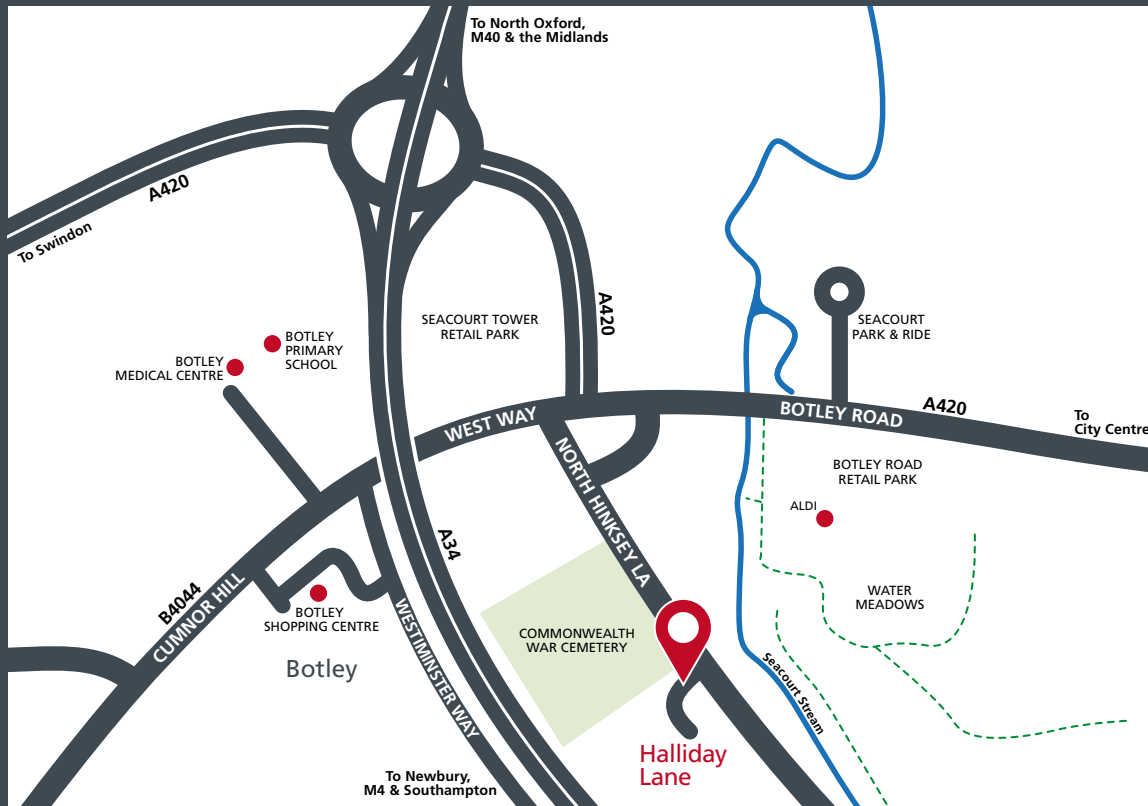 To North Oxford,
M40 & the Midlands
A420
To Swindon
SEACOURT TOWER
RETAIL PARK
A420
SEACOURT
PARK & RIDE
BOTLEY
PRIMARY
SCHOOL
BOTLEY
MEDICAL CENTRE
WEST WAY
BOTLEY ROAD
A420
To
City Centre
NORTH HINKSEY LA
BOTLEY ROAD
RETAIL PARK
ALDI
A34
B4044
CUMNOR HILL
BOTLEY
SHOPPING CENTRE
Botley
WESTIMINSTER WAY
COMMONWEALTH
WAR CEMETERY
WATER
MEADOWS
Seacourt Stream
Halliday
Lane
To Newbury,
M4 & Southampton